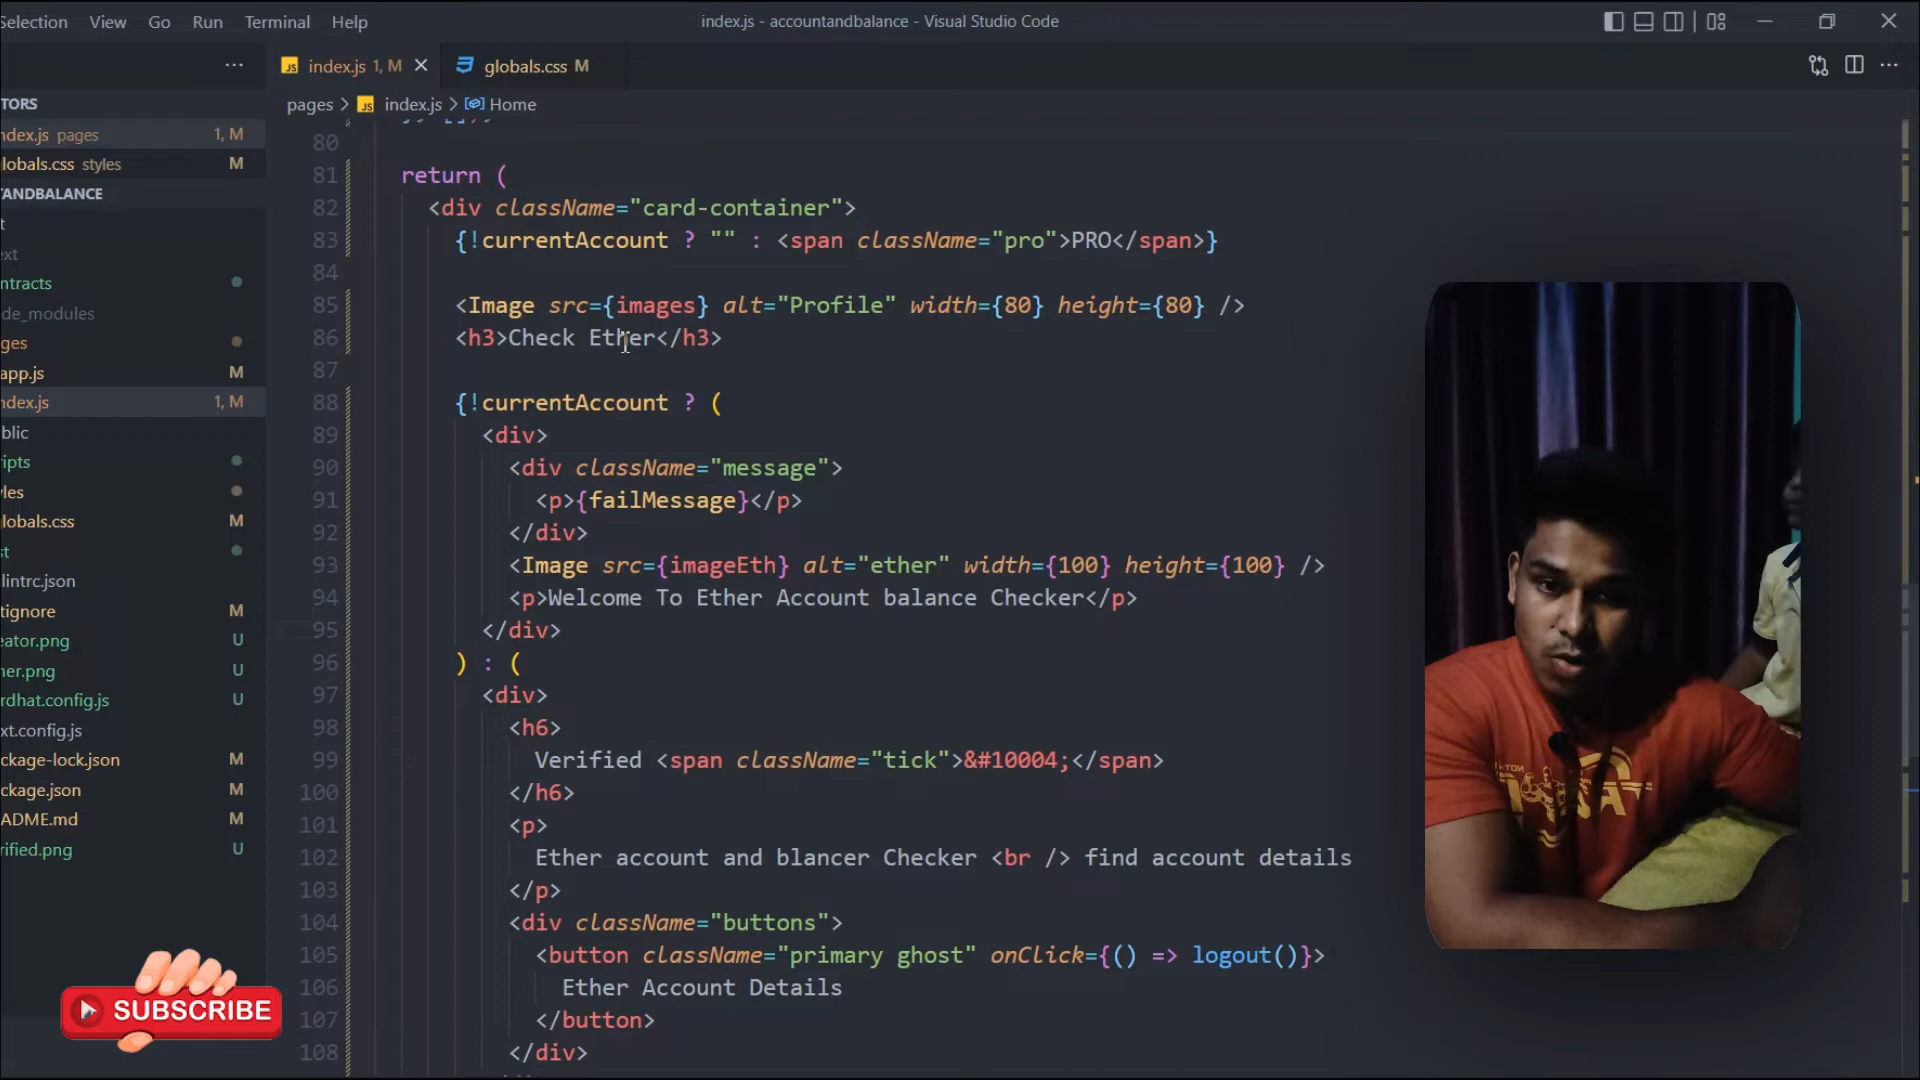 Selection View Go Run Terminal Help
index.js - accountandbalance - Visual Studio Code
index.js 1, M
globals.css M
pages > index.js > Home
TORS
ndex.js pages 1, M
lobals.css styles M
TANDBALANCE
t
ext
ntracts
ode_modules
ges
app.js M
ndex.js 1, M
blic
ripts
yles
lobals.css M
st
lintrc.json
tignore M
eator.png U
her.png U
rdhat.config.js U
xt.config.js
ckage-lock.json M
ckage.json M
ADME.md M
rified.png U
80
81 return (
82 <div className="card-container">
83 {!currentAccount ? "" : <span className="pro">PRO</span>}
84
85 <Image src={images} alt="Profile" width={80} height={80} />
86 <h3>Check Ether</h3>
87
88 {!currentAccount ? (
89 <div>
90 <div className="message">
91 <p>{failMessage}</p>
92 </div>
93 <Image src={imageEth} alt="ether" width={100} height={100} />
94 <p>Welcome To Ether Account balance Checker</p>
95 </div>
96 ) : (
97 <div>
98 <h6>
99 Verified <span className="tick">&#10004;</span>
100 </h6>
101 <p>
102 Ether account and blancer Checker <br /> find account details
103 </p>
104 <div className="buttons">
105 <button className="primary ghost" onClick={() => logout()}>
106 Ether Account Details
107 </button>
108 </div>
SUBSCRIBE